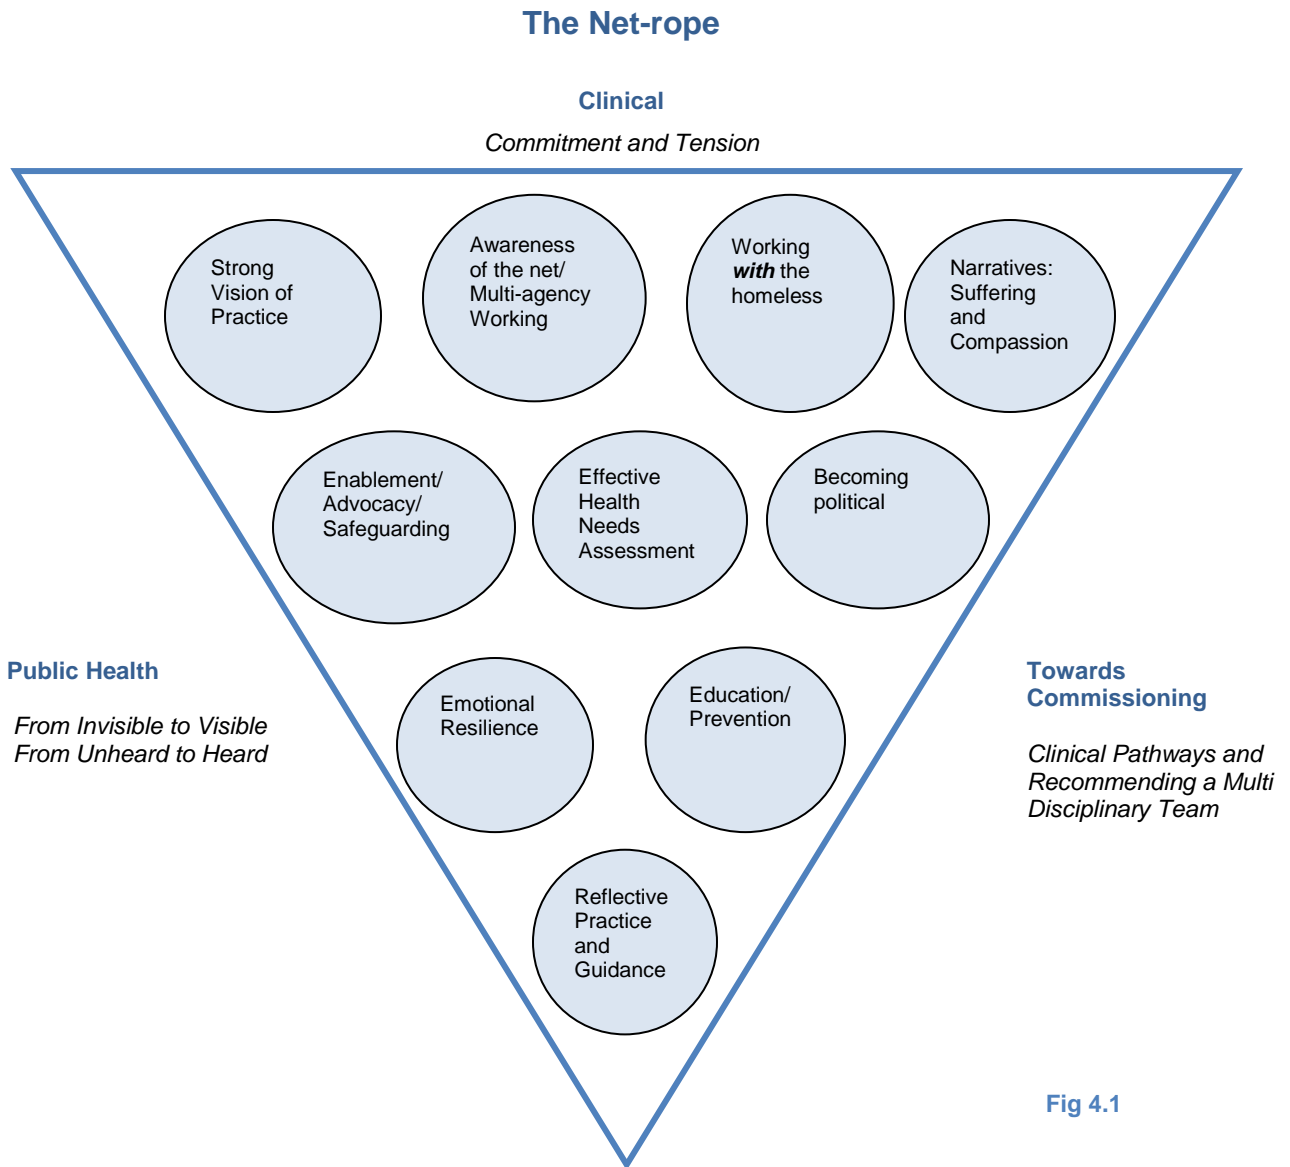 The Net-rope
Clinical
Commitment and Tension
Strong
Vision of
Practice
Awareness
of the net/
Multi-agency
Working
Working
with the
homeless
Narratives:
Suffering
and
Compassion
Enablement/
Advocacy/
Safeguarding
Effective
Health
Needs
Assessment
Becoming
political
Public Health
From Invisible to Visible
From Unheard to Heard
Emotional
Resilience
Education/
Prevention
Towards
Commissioning
Clinical Pathways and
Recommending a Multi
Disciplinary Team
Reflective
Practice
and
Guidance
Fig 4.1